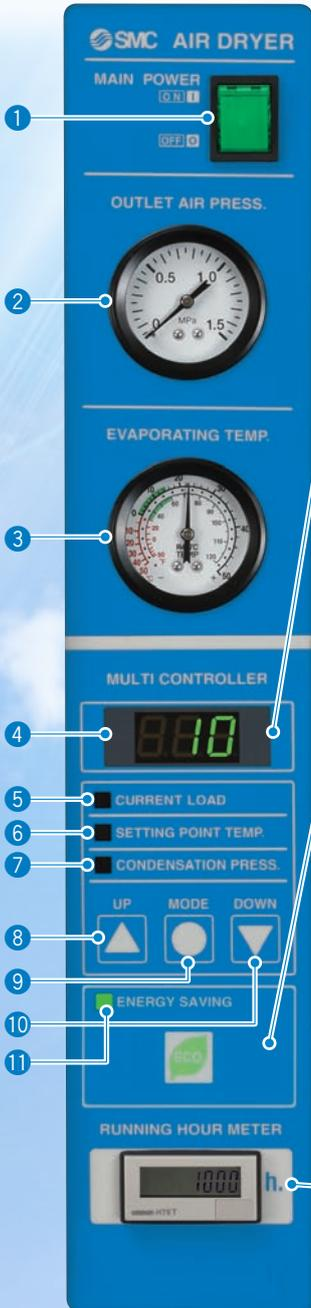 SMC AIR DRYER
MAIN POWER
ON I
1
OFF O
OUTLET AIR PRESS.
2
0.5 1.0
0 MPa 1.5
EVAPORATING TEMP.
3
MULTI CONTROLLER
4
10
5 CURRENT LOAD
6 SETTING POINT TEMP.
7 CONDENSATION PRESS.
UP MODE DOWN
8
9
10
11 ENERGY SAVING
ECO
RUNNING HOUR METER
1000 h.
omron H7ET